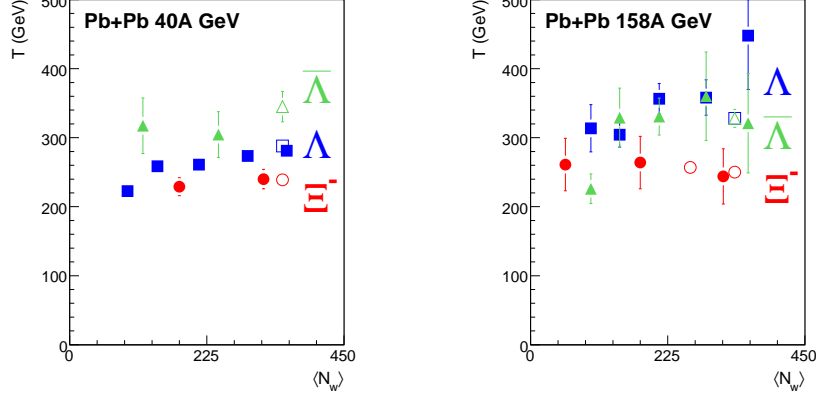 Pb+Pb 40A GeV
T (GeV)
500
400
300
200
100
0
0 225 450
⟨N_w⟩
Λ̅
Λ
Ξ⁻
Pb+Pb 158A GeV
T (GeV)
500
400
300
200
100
0
0 225 450
⟨N_w⟩
Λ
Λ̅
Ξ⁻